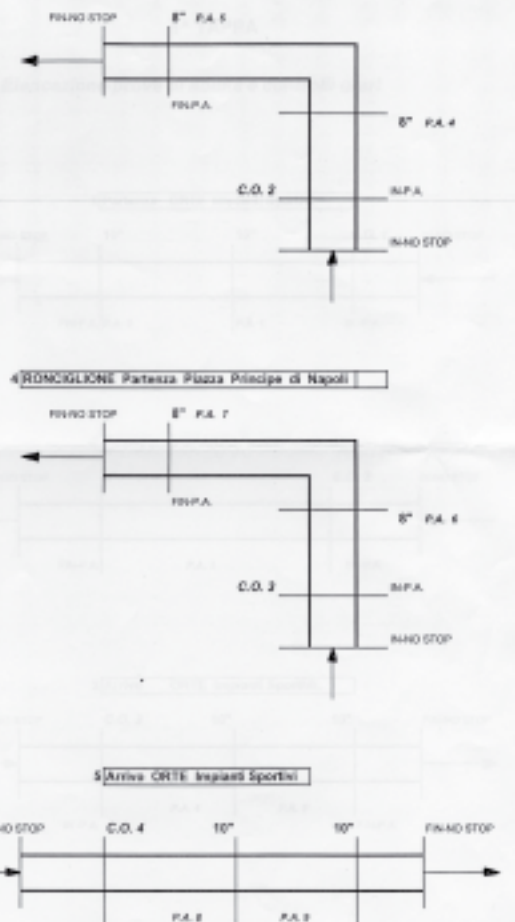 FIN-NO STOP 8" P.A. 5
FIN-P.A.
8" P.A. 4
C.O. 2 IN-P.A.
IN-NO STOP
4 RONCIGLIONE Partenza Piazza Principe di Napoli
FIN-NO STOP 8" P.A. 7
FIN-P.A.
8" P.A. 6
C.O. 3 IN-P.A.
IN-NO STOP
5 Arrivo ORTE Impianti Sportivi
NO STOP C.O. 4 10" 10" FIN-NO STOP
P.A. 8 P.A. 9